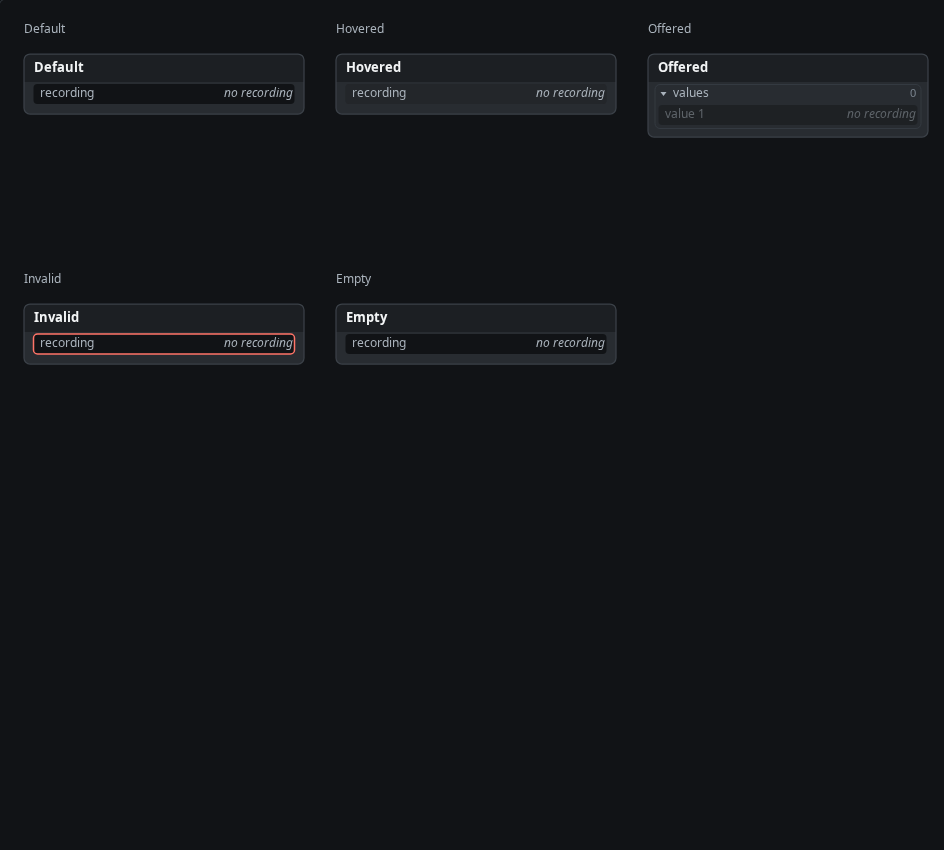 Default
Hovered
Offered
Default
Hovered
Offered
recording no recording
recording no recording
values 0
value 1 no recording
Invalid
Empty
Invalid
Empty
recording no recording
recording no recording